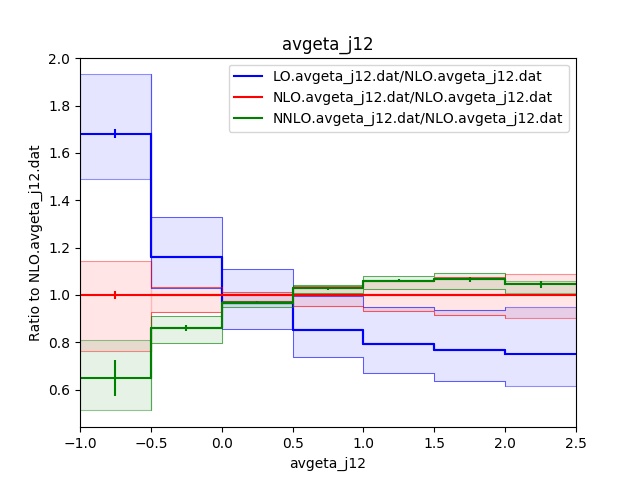 avgeta_j12
LO.avgeta_j12.dat/NLO.avgeta_j12.dat
NLO.avgeta_j12.dat/NLO.avgeta_j12.dat
NNLO.avgeta_j12.dat/NLO.avgeta_j12.dat
Ratio to NLO.avgeta_j12.dat
2.0
1.8
1.6
1.4
1.2
1.0
0.8
0.6
−1.0 −0.5 0.0 0.5 1.0 1.5 2.0 2.5
avgeta_j12